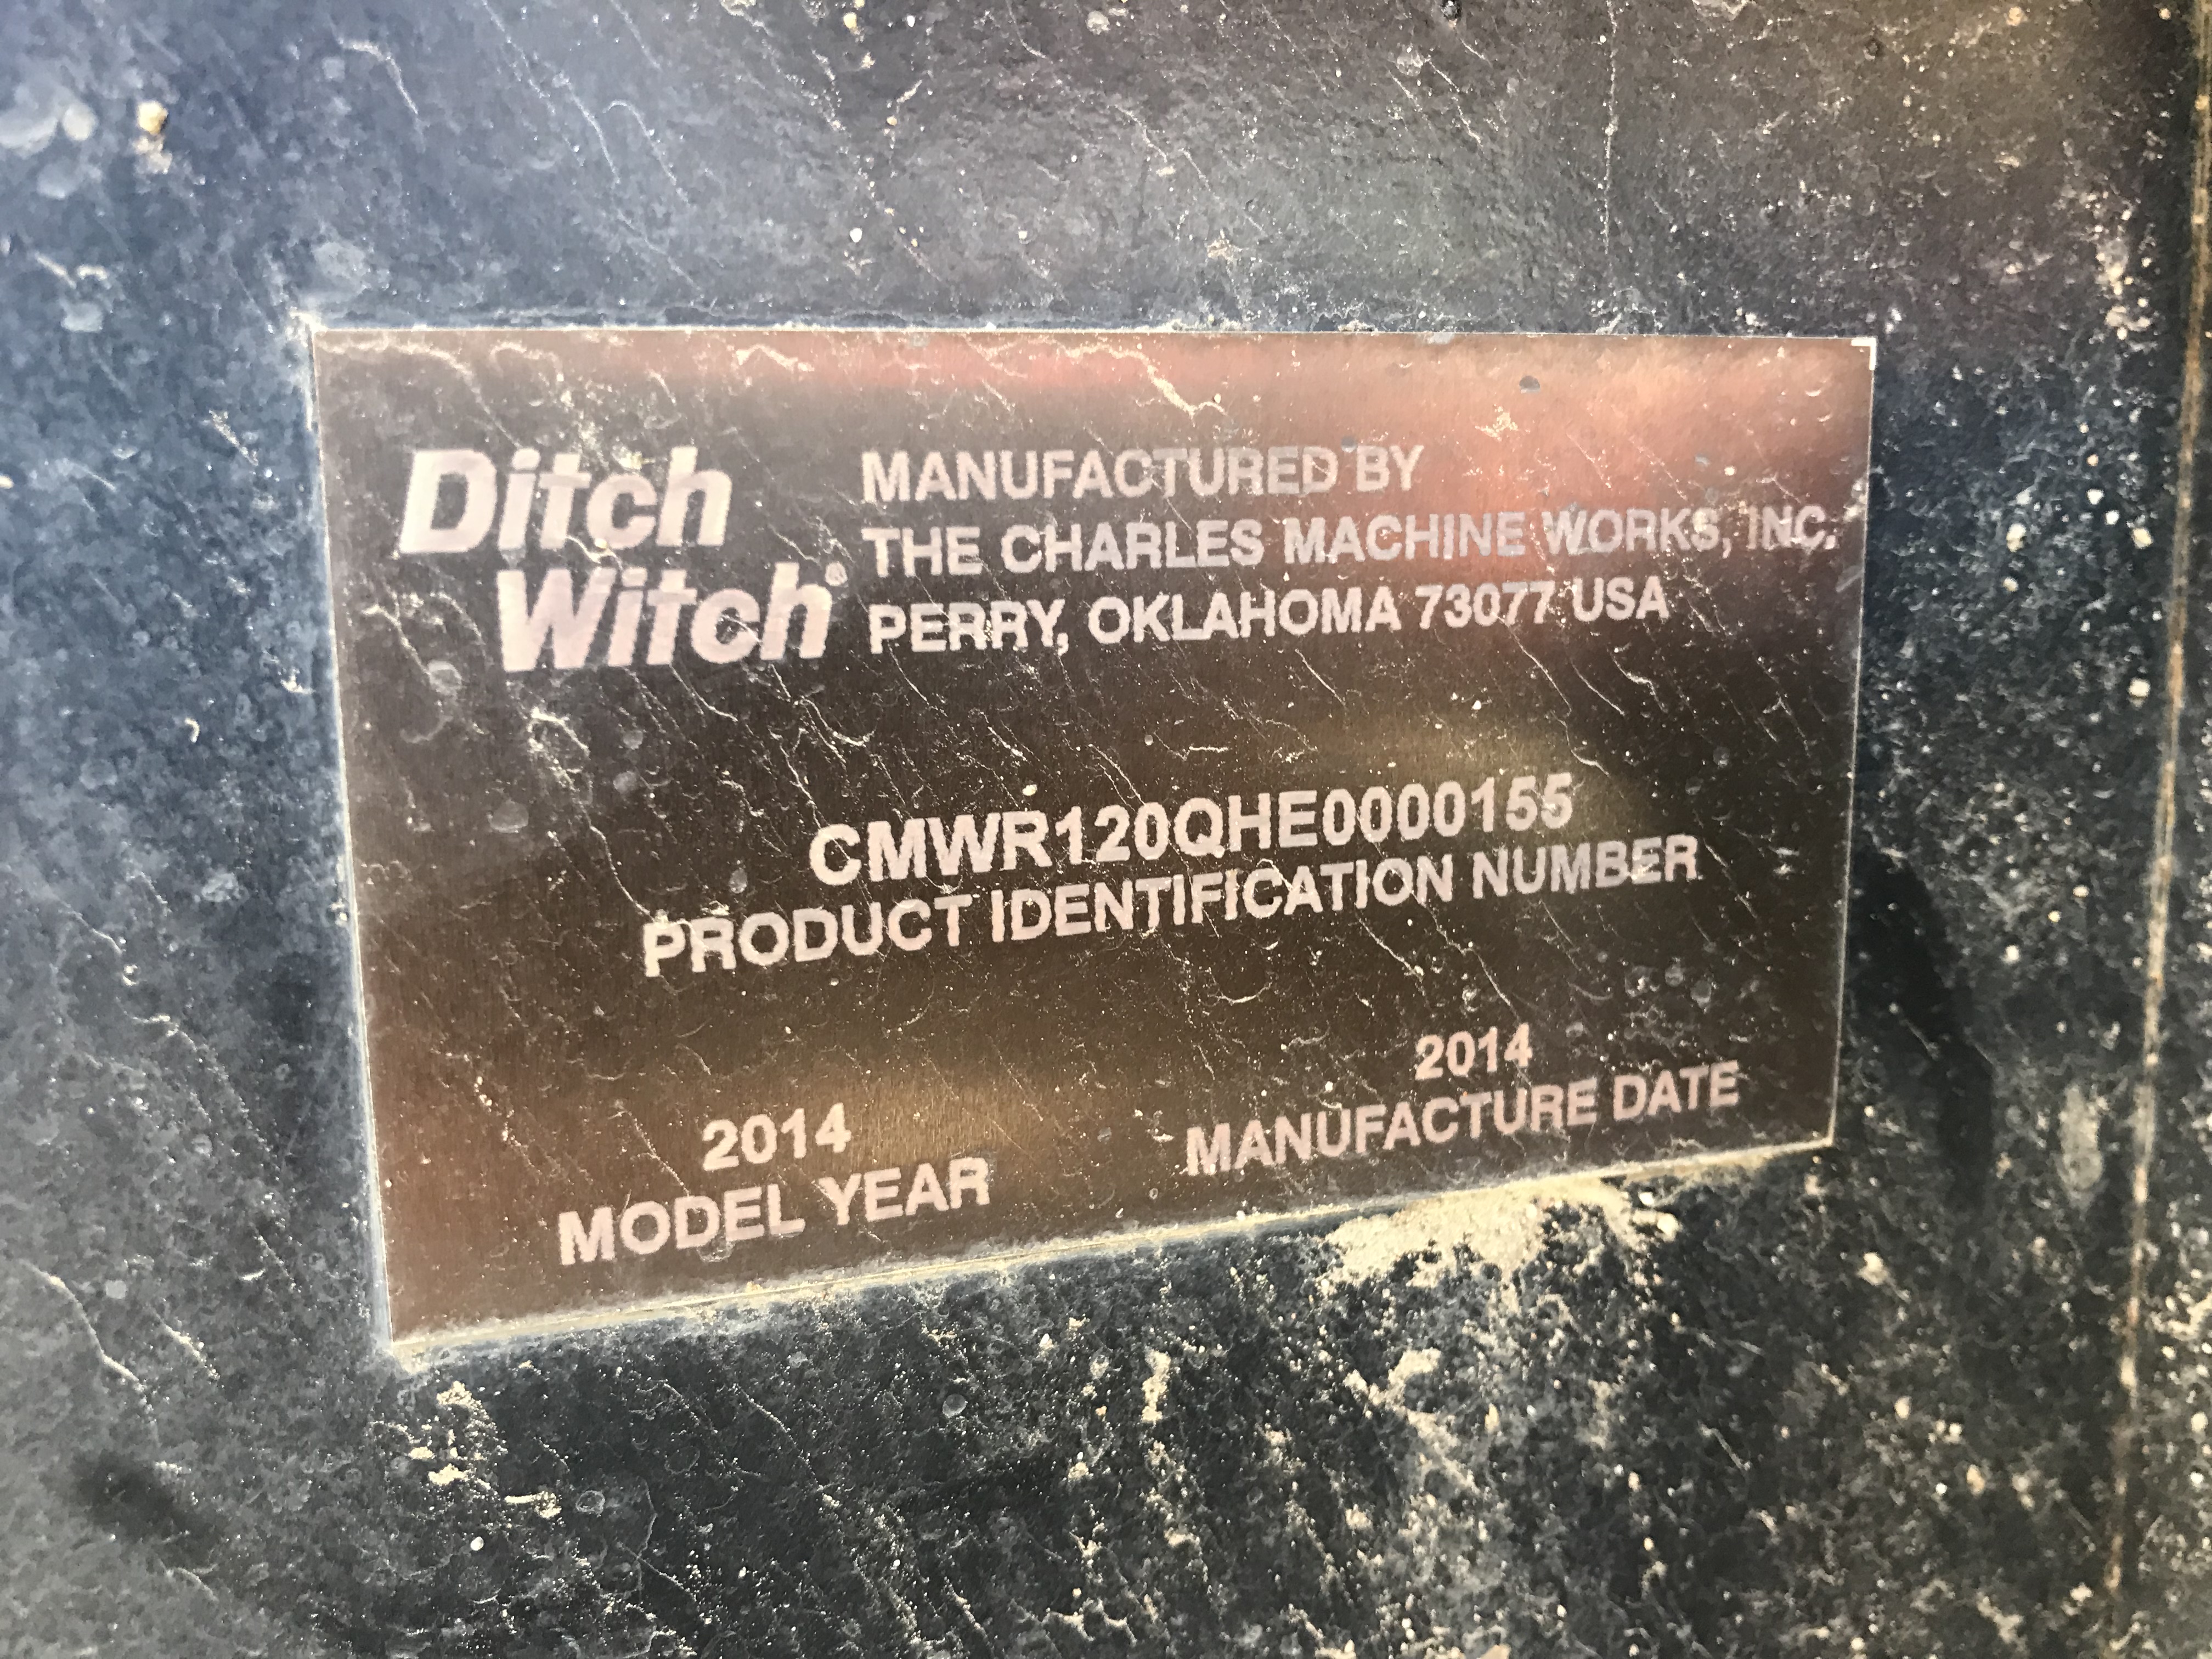 Ditch
Witch®
MANUFACTURED BY
THE CHARLES MACHINE WORKS, INC.
PERRY, OKLAHOMA 73077 USA
CMWR120QHE0000155
PRODUCT IDENTIFICATION NUMBER
2014
MODEL YEAR
2014
MANUFACTURE DATE